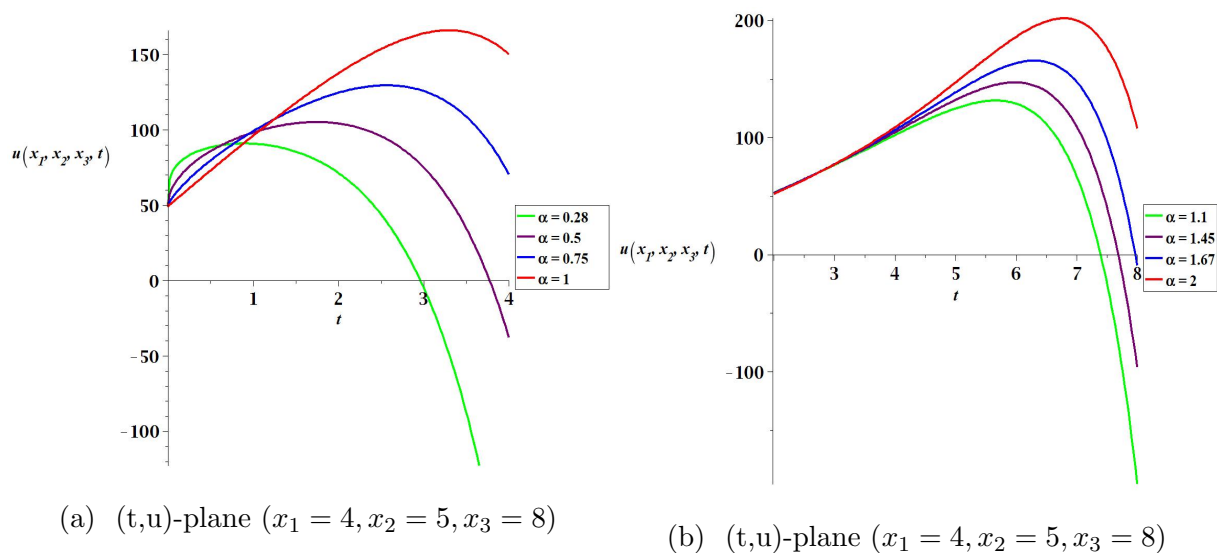 150
100
u(x₁, x₂, x₃, t)
50
0
1
2
3
4
t
−50
−100
α = 0.28
α = 0.5
α = 0.75
α = 1
(a) (t,u)-plane (x₁ = 4, x₂ = 5, x₃ = 8)
200
100
u(x₁, x₂, x₃, t)
0
3
4
5
6
7
8
t
−100
α = 1.1
α = 1.45
α = 1.67
α = 2
(b) (t,u)-plane (x₁ = 4, x₂ = 5, x₃ = 8)